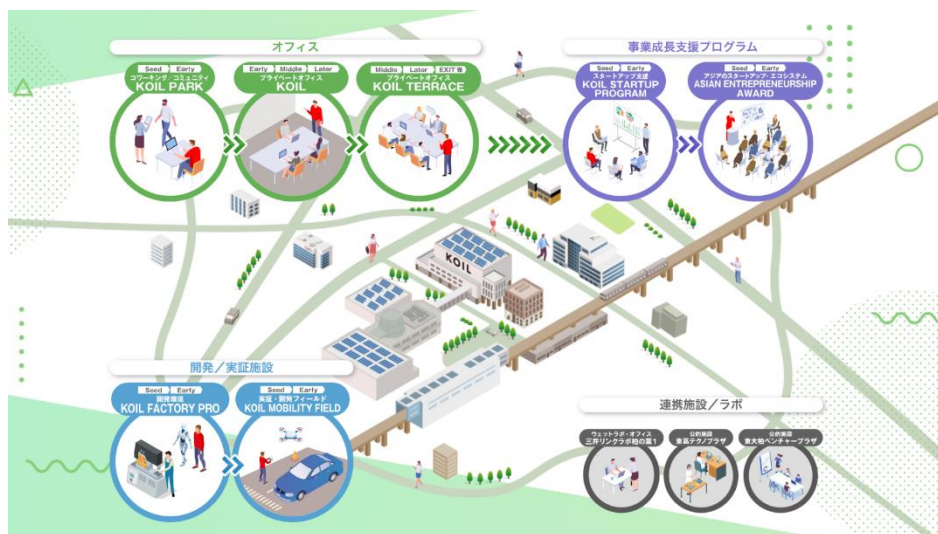 オフィス
Seed Early
コワーキング/コミュニティ
KOIL PARK
Early Middle Later
プライベートオフィス
KOIL
Middle Later EXIT後
プライベートオフィス
KOIL TERRACE
事業成長支援プログラム
Seed Early
スタートアップ支援
KOIL STARTUP
PROGRAM
Seed Early
アジアのスタートアップ・エコシステム
ASIAN ENTREPRENEURSHIP
AWARD
KOIL
開発/実証施設
Seed Early
開発環境
KOIL FACTORY PRO
Seed Early
実証・開発フィールド
KOIL MOBILITY FIELD
連携施設/ラボ
ウェットラボ・オフィス
三井リンクラボ柏の葉1
公的施設
東葛テクノプラザ
公的施設
東大柏ベンチャープラザ